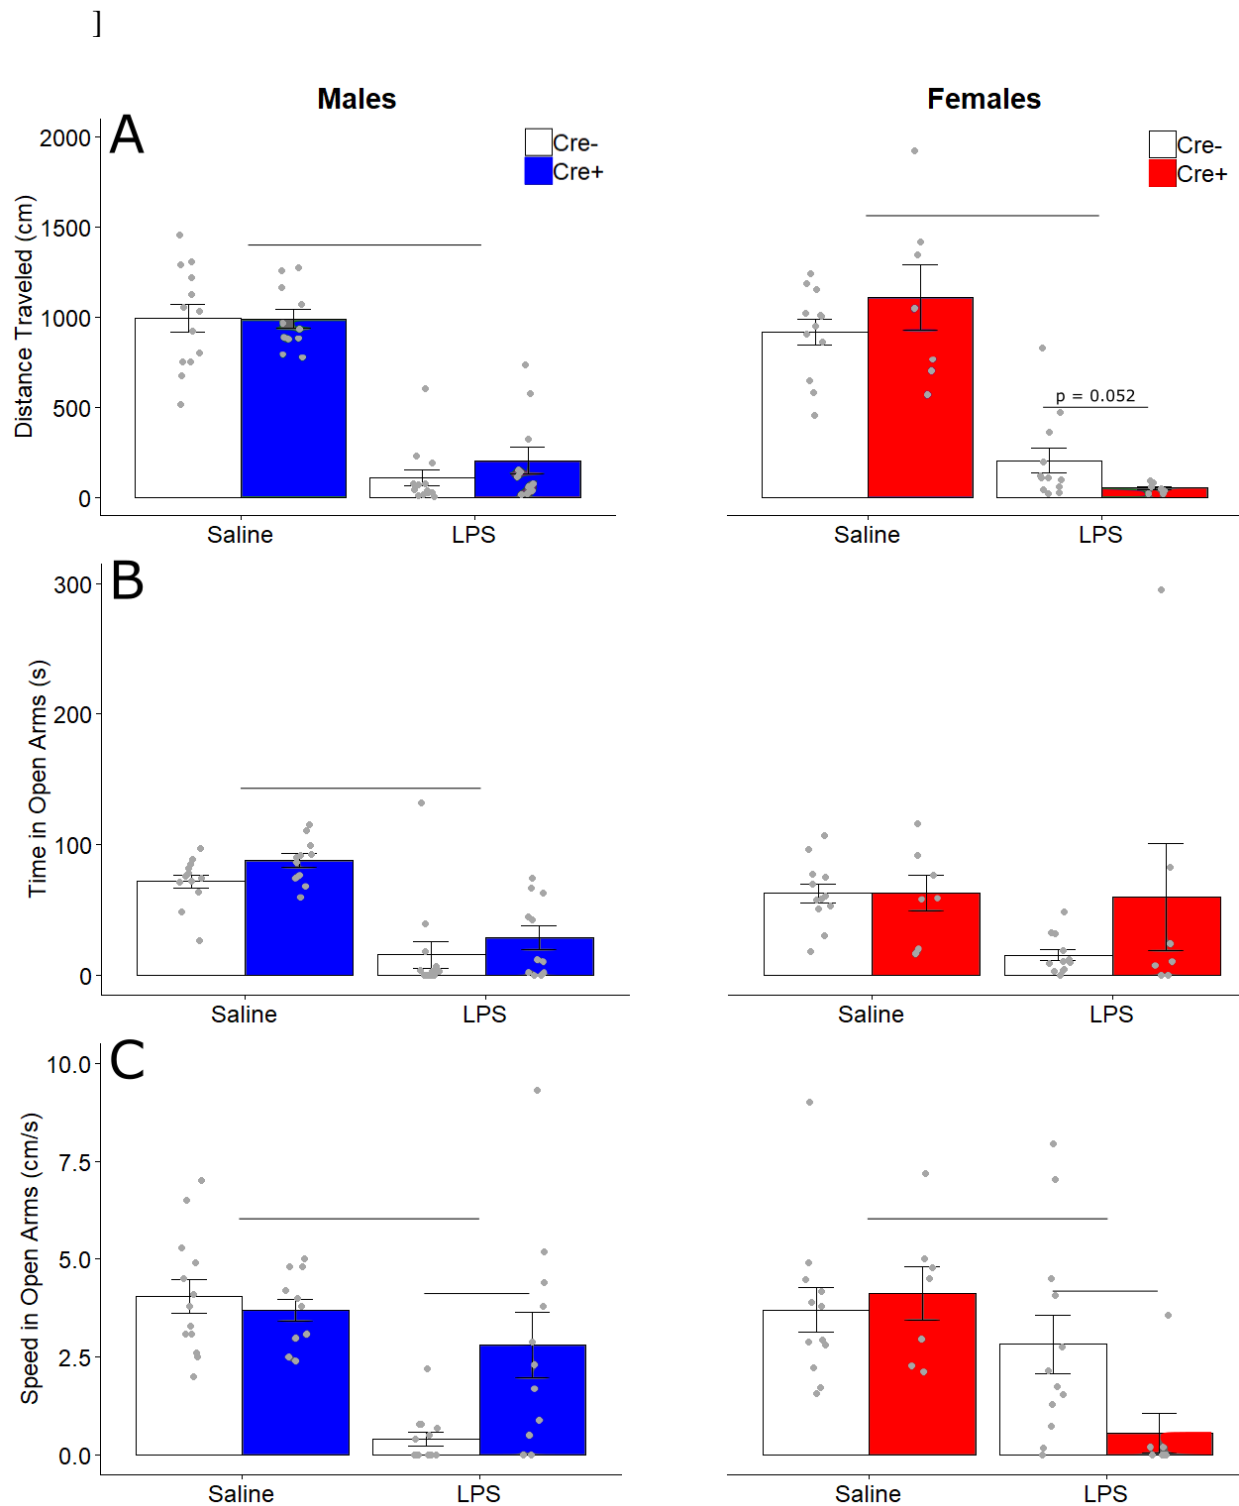 ]
Males
Females
A
Cre-
Cre+
Cre-
Cre+
Distance Traveled (cm)
2000
1500
1000
500
0
p = 0.052
Saline
LPS
Saline
LPS
B
Time in Open Arms (s)
300
200
100
0
Saline
LPS
Saline
LPS
C
Speed in Open Arms (cm/s)
10.0
7.5
5.0
2.5
0.0
Saline
LPS
Saline
LPS